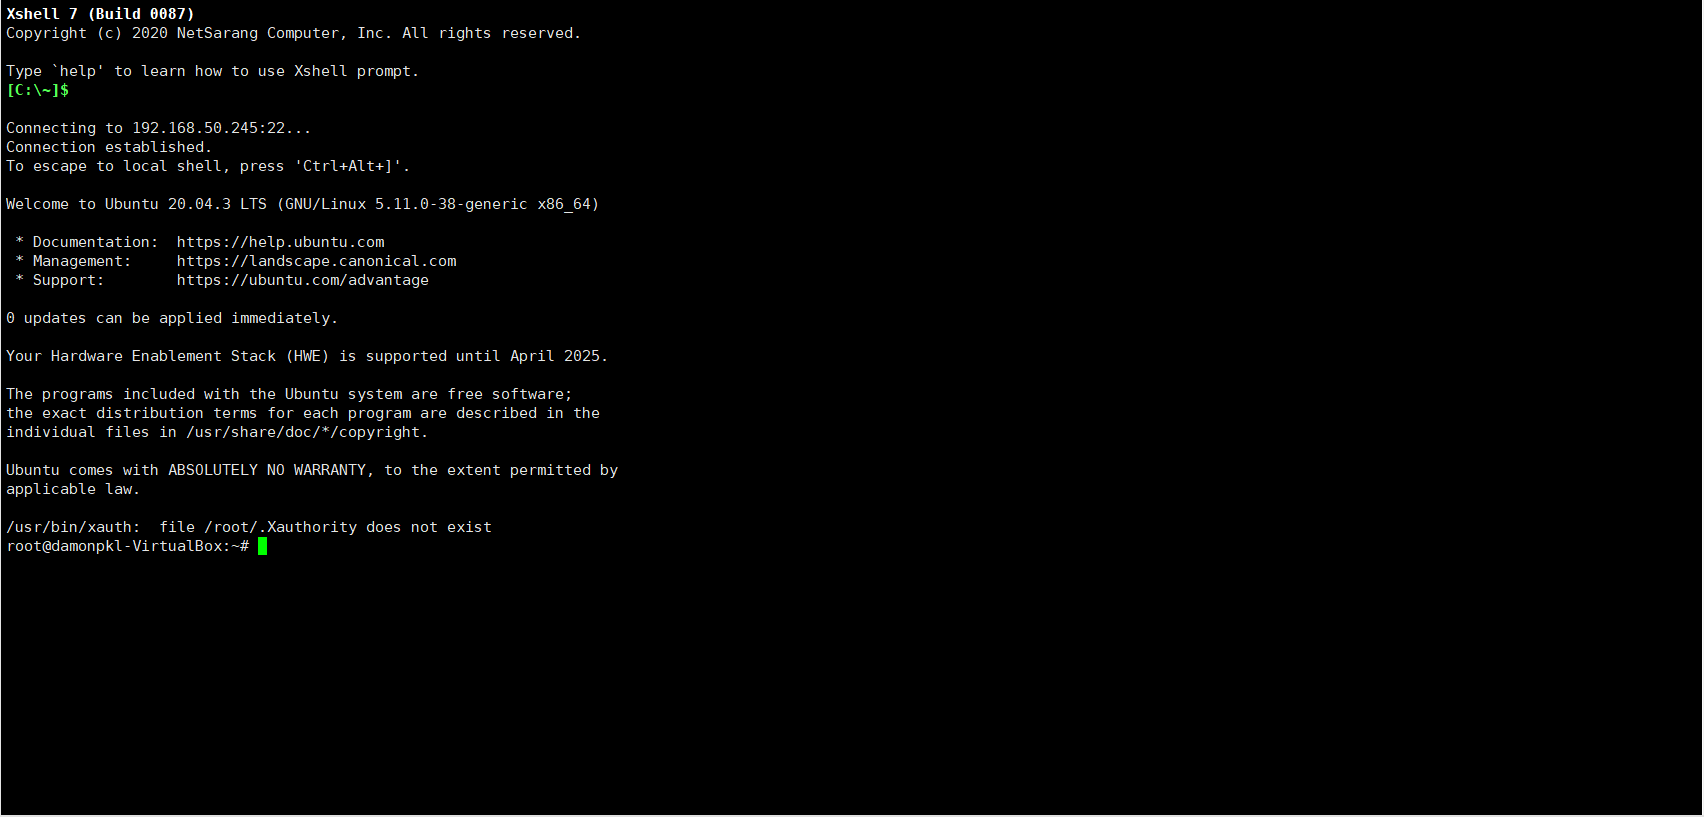 Xshell 7 (Build 0087)
Copyright (c) 2020 NetSarang Computer, Inc. All rights reserved.
Type `help' to learn how to use Xshell prompt.
[C:\~]$
Connecting to 192.168.50.245:22...
Connection established.
To escape to local shell, press 'Ctrl+Alt+]'.
Welcome to Ubuntu 20.04.3 LTS (GNU/Linux 5.11.0-38-generic x86_64)
 * Documentation:  https://help.ubuntu.com
 * Management:     https://landscape.canonical.com
 * Support:        https://ubuntu.com/advantage
0 updates can be applied immediately.
Your Hardware Enablement Stack (HWE) is supported until April 2025.
The programs included with the Ubuntu system are free software;
the exact distribution terms for each program are described in the
individual files in /usr/share/doc/*/copyright.
Ubuntu comes with ABSOLUTELY NO WARRANTY, to the extent permitted by
applicable law.
/usr/bin/xauth:  file /root/.Xauthority does not exist
root@damonpkl-VirtualBox:~#